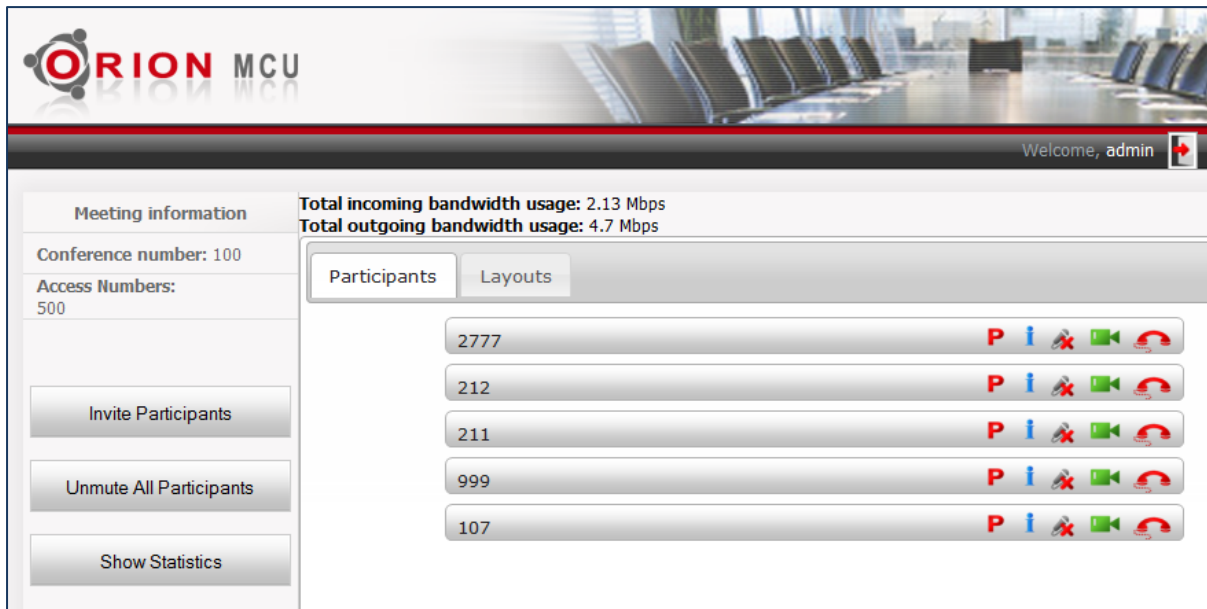 ORION MCU
Welcome, admin
Meeting information
Conference number: 100
Access Numbers:
500
Invite Participants
Unmute All Participants
Show Statistics
Total incoming bandwidth usage: 2.13 Mbps
Total outgoing bandwidth usage: 4.7 Mbps
Participants Layouts
2777 P i
212 P i
211 P i
999 P i
107 P i